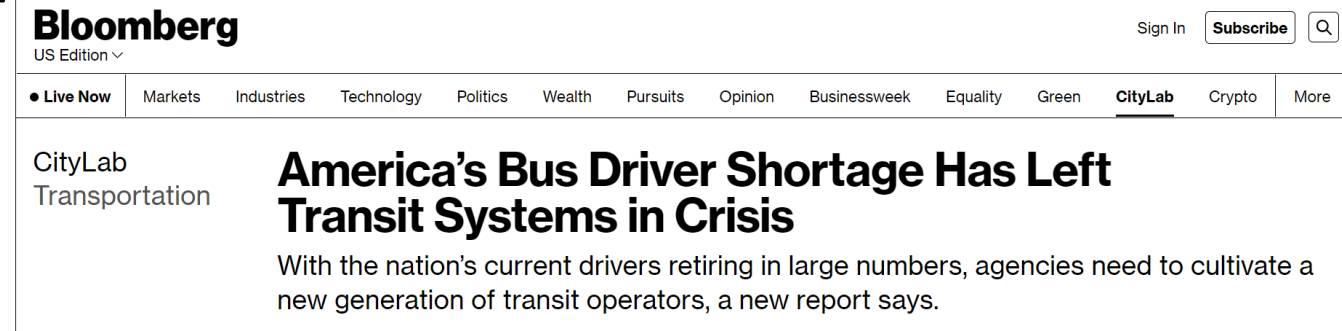 Bloomberg
Sign In Subscribe
US Edition
Live Now Markets Industries Technology Politics Wealth Pursuits Opinion Businessweek Equality Green CityLab Crypto More
CityLab
Transportation
America’s Bus Driver Shortage Has Left
Transit Systems in Crisis
With the nation’s current drivers retiring in large numbers, agencies need to cultivate a
new generation of transit operators, a new report says.